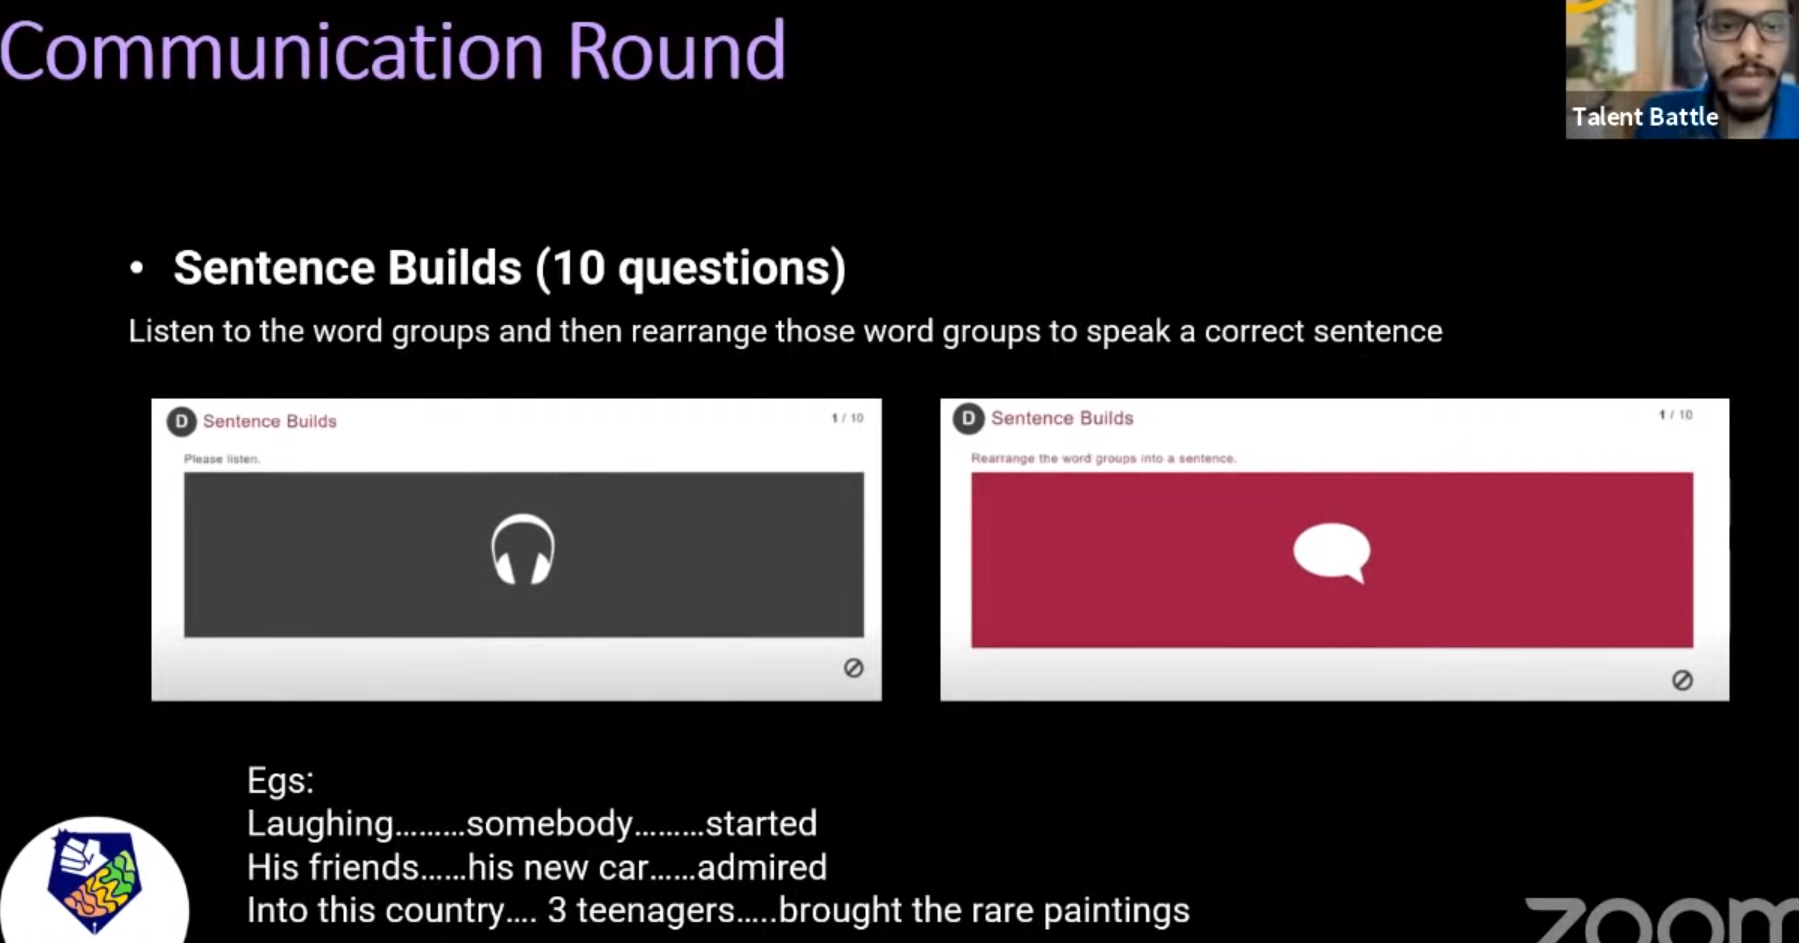 Communication Round
Talent Battle
• Sentence Builds (10 questions)
Listen to the word groups and then rearrange those word groups to speak a correct sentence
D Sentence Builds 1 / 10
Please listen.
D Sentence Builds 1 / 10
Rearrange the word groups into a sentence.
Egs:
Laughing.........somebody.........started
His friends......his new car......admired
Into this country.... 3 teenagers.....brought the rare paintings
zoom